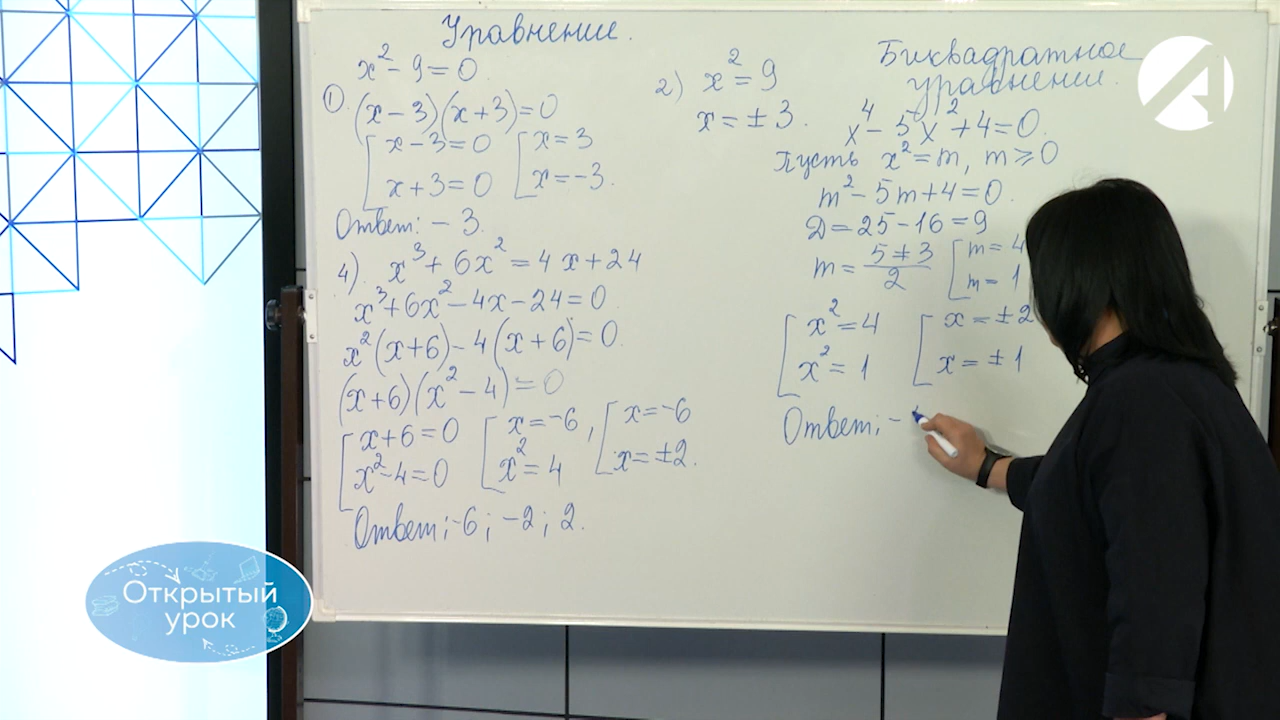 Уравнение.
x² - 9 = 0
①. (x - 3)(x + 3) = 0
[ x - 3 = 0 [ x = 3
x + 3 = 0 x = -3.
Ответ: - 3.
2) x² = 9
x = ± 3.
4). x³ + 6x² = 4x + 24
x³ + 6x² - 4x - 24 = 0
x²(x + 6) - 4(x + 6) = 0.
(x + 6)(x² - 4) = 0
[ x + 6 = 0 [ x = -6 , [ x = -6
x² - 4 = 0 x² = 4 x = ± 2.
Ответ: -6; -2; 2.
Биквадратное
уравнение.
x⁴ - 5x² + 4 = 0.
Пусть x² = m, m ⩾ 0
m² - 5m + 4 = 0.
Д = 25 - 16 = 9
m = (5 ± 3)/2 [ m = 4
m = 1
[ x² = 4 [ x = ± 2
x² = 1 x = ± 1
Ответ: -
Открытый
урок